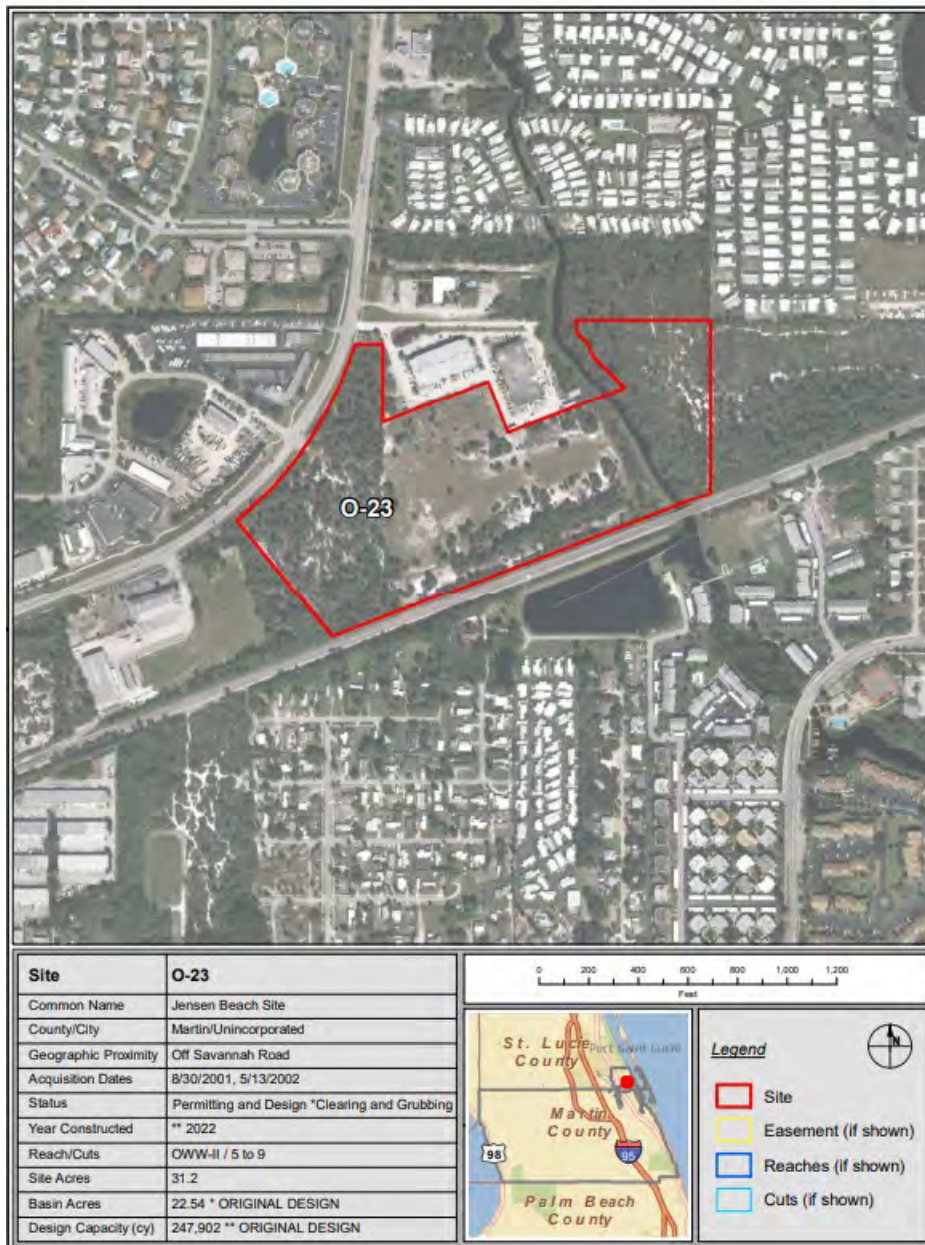 O-23
Site O-23
Common Name Jensen Beach Site
County/City Martin/Unincorporated
Geographic Proximity Off Savannah Road
Acquisition Dates 8/30/2001, 5/13/2002
Status Permitting and Design *Clearing and Grubbing
Year Constructed ** 2022
Reach/Cuts OWW-II / 5 to 9
Site Acres 31.2
Basin Acres 22.54 * ORIGINAL DESIGN
Design Capacity (cy) 247,902 ** ORIGINAL DESIGN
0 200 400 600 800 1,000 1,200
Feet
St. Lucie
County
Port Saint Lucie
Martin
County
98
95
Palm Beach
County
Legend
N
Site
Easement (if shown)
Reaches (if shown)
Cuts (if shown)